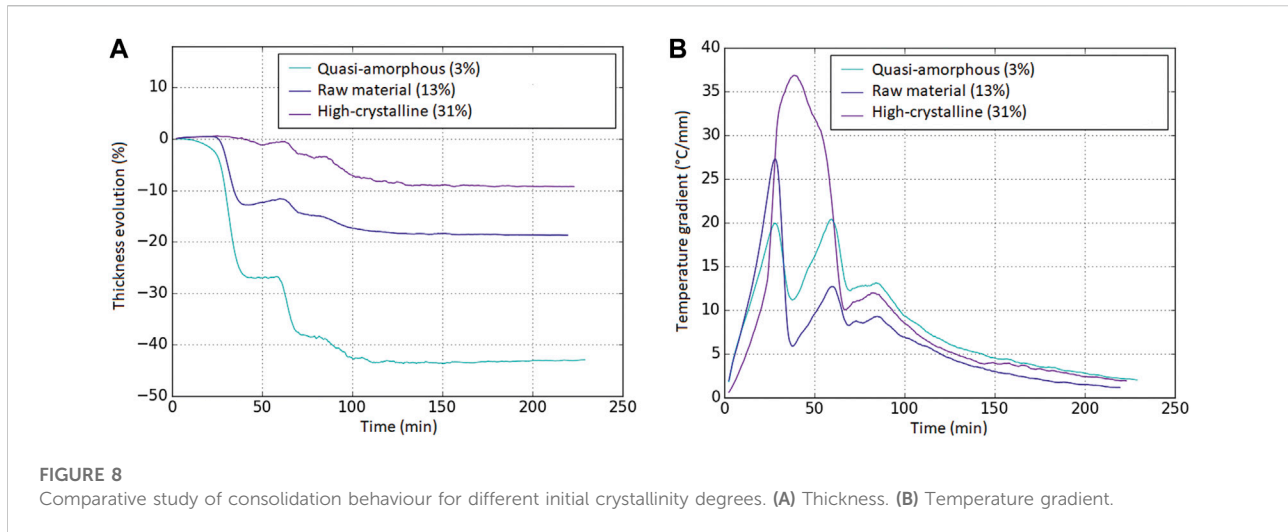 A
10
0
−10
−20
−30
−40
−50
Thickness evolution (%)
0 50 100 150 200 250
Time (min)
Quasi-amorphous (3%)
Raw material (13%)
High-crystalline (31%)
B
40
35
30
25
20
15
10
5
0
Temperature gradient (°C/mm)
0 50 100 150 200 250
Time (min)
Quasi-amorphous (3%)
Raw material (13%)
High-crystalline (31%)
FIGURE 8
Comparative study of consolidation behaviour for different initial crystallinity degrees. (A) Thickness. (B) Temperature gradient.